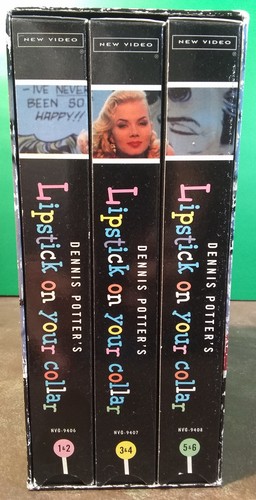 NEW VIDEO
-I'VE NEVER
BEEN SO
HAPPY!!
DENNIS POTTER'S
Lipstick on your collar
NVG-9406
1&2
NEW VIDEO
DENNIS POTTER'S
Lipstick on your collar
NVG-9407
3&4
NEW VIDEO
DENNIS POTTER'S
Lipstick on your collar
NVG-9408
5&6